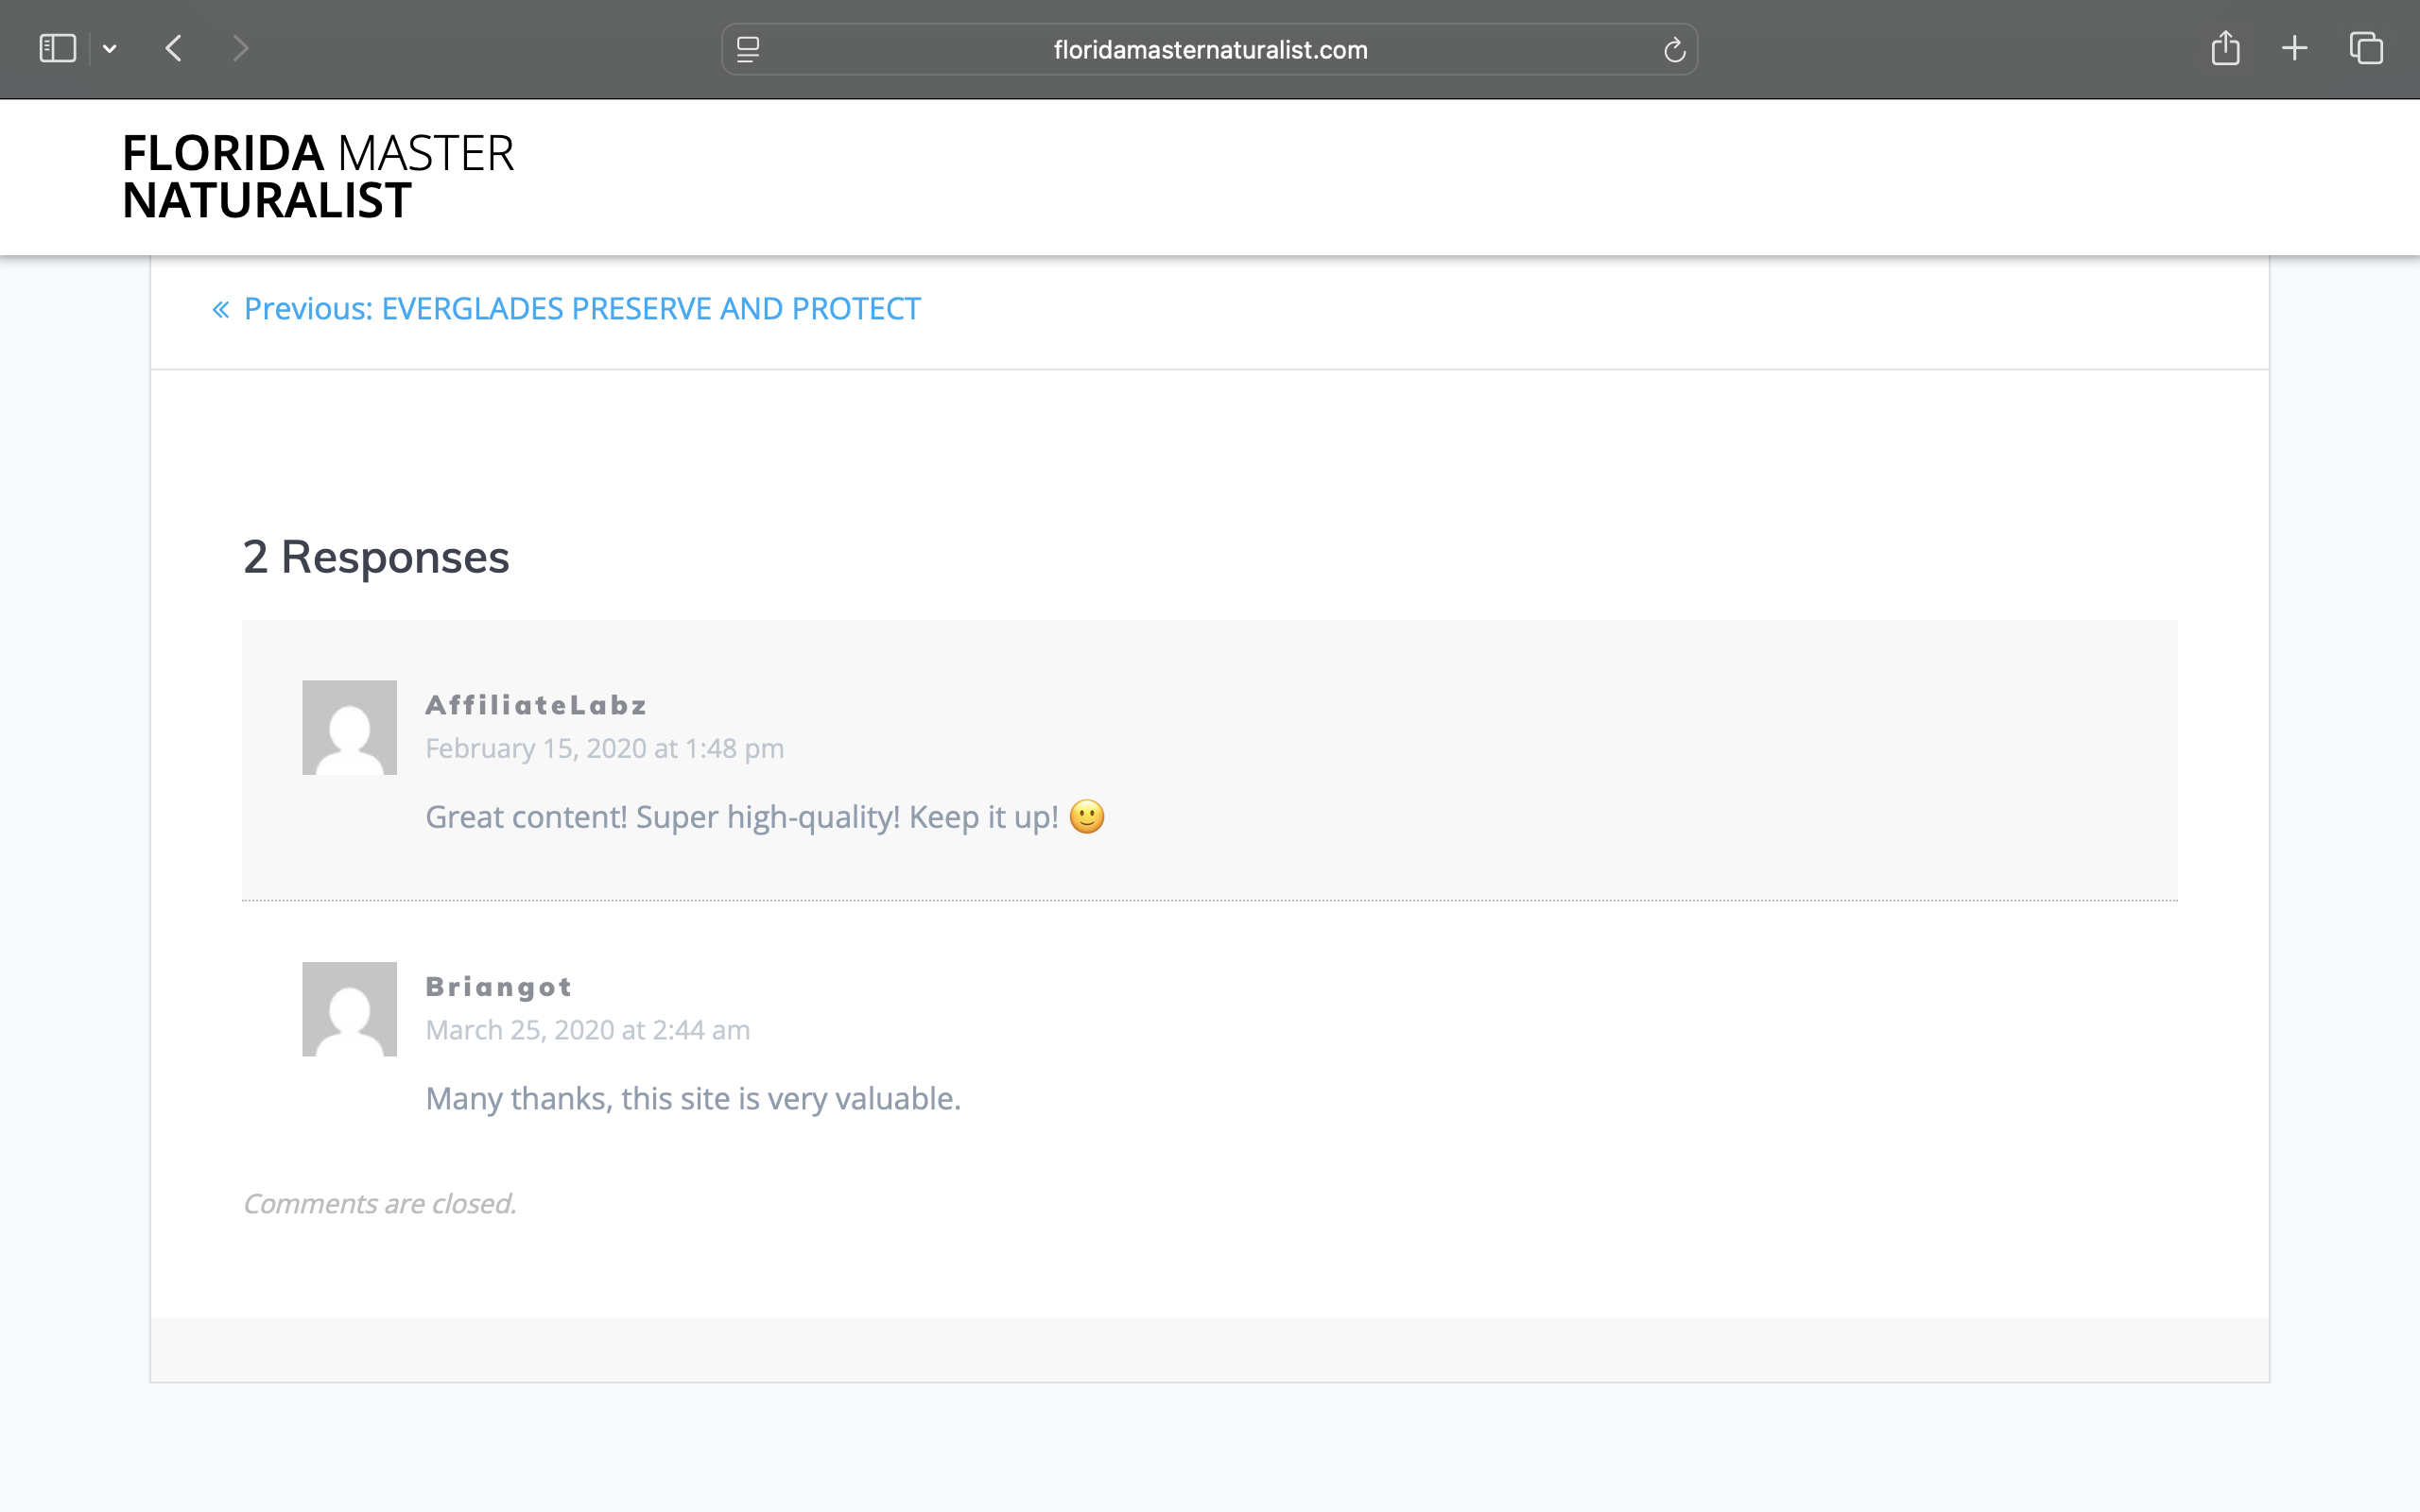 floridamasternaturalist.com
FLORIDA MASTER
NATURALIST
« Previous: EVERGLADES PRESERVE AND PROTECT
2 Responses
AffiliateLabz
February 15, 2020 at 1:48 pm
Great content! Super high-quality! Keep it up! 🙂
Briangot
March 25, 2020 at 2:44 am
Many thanks, this site is very valuable.
Comments are closed.